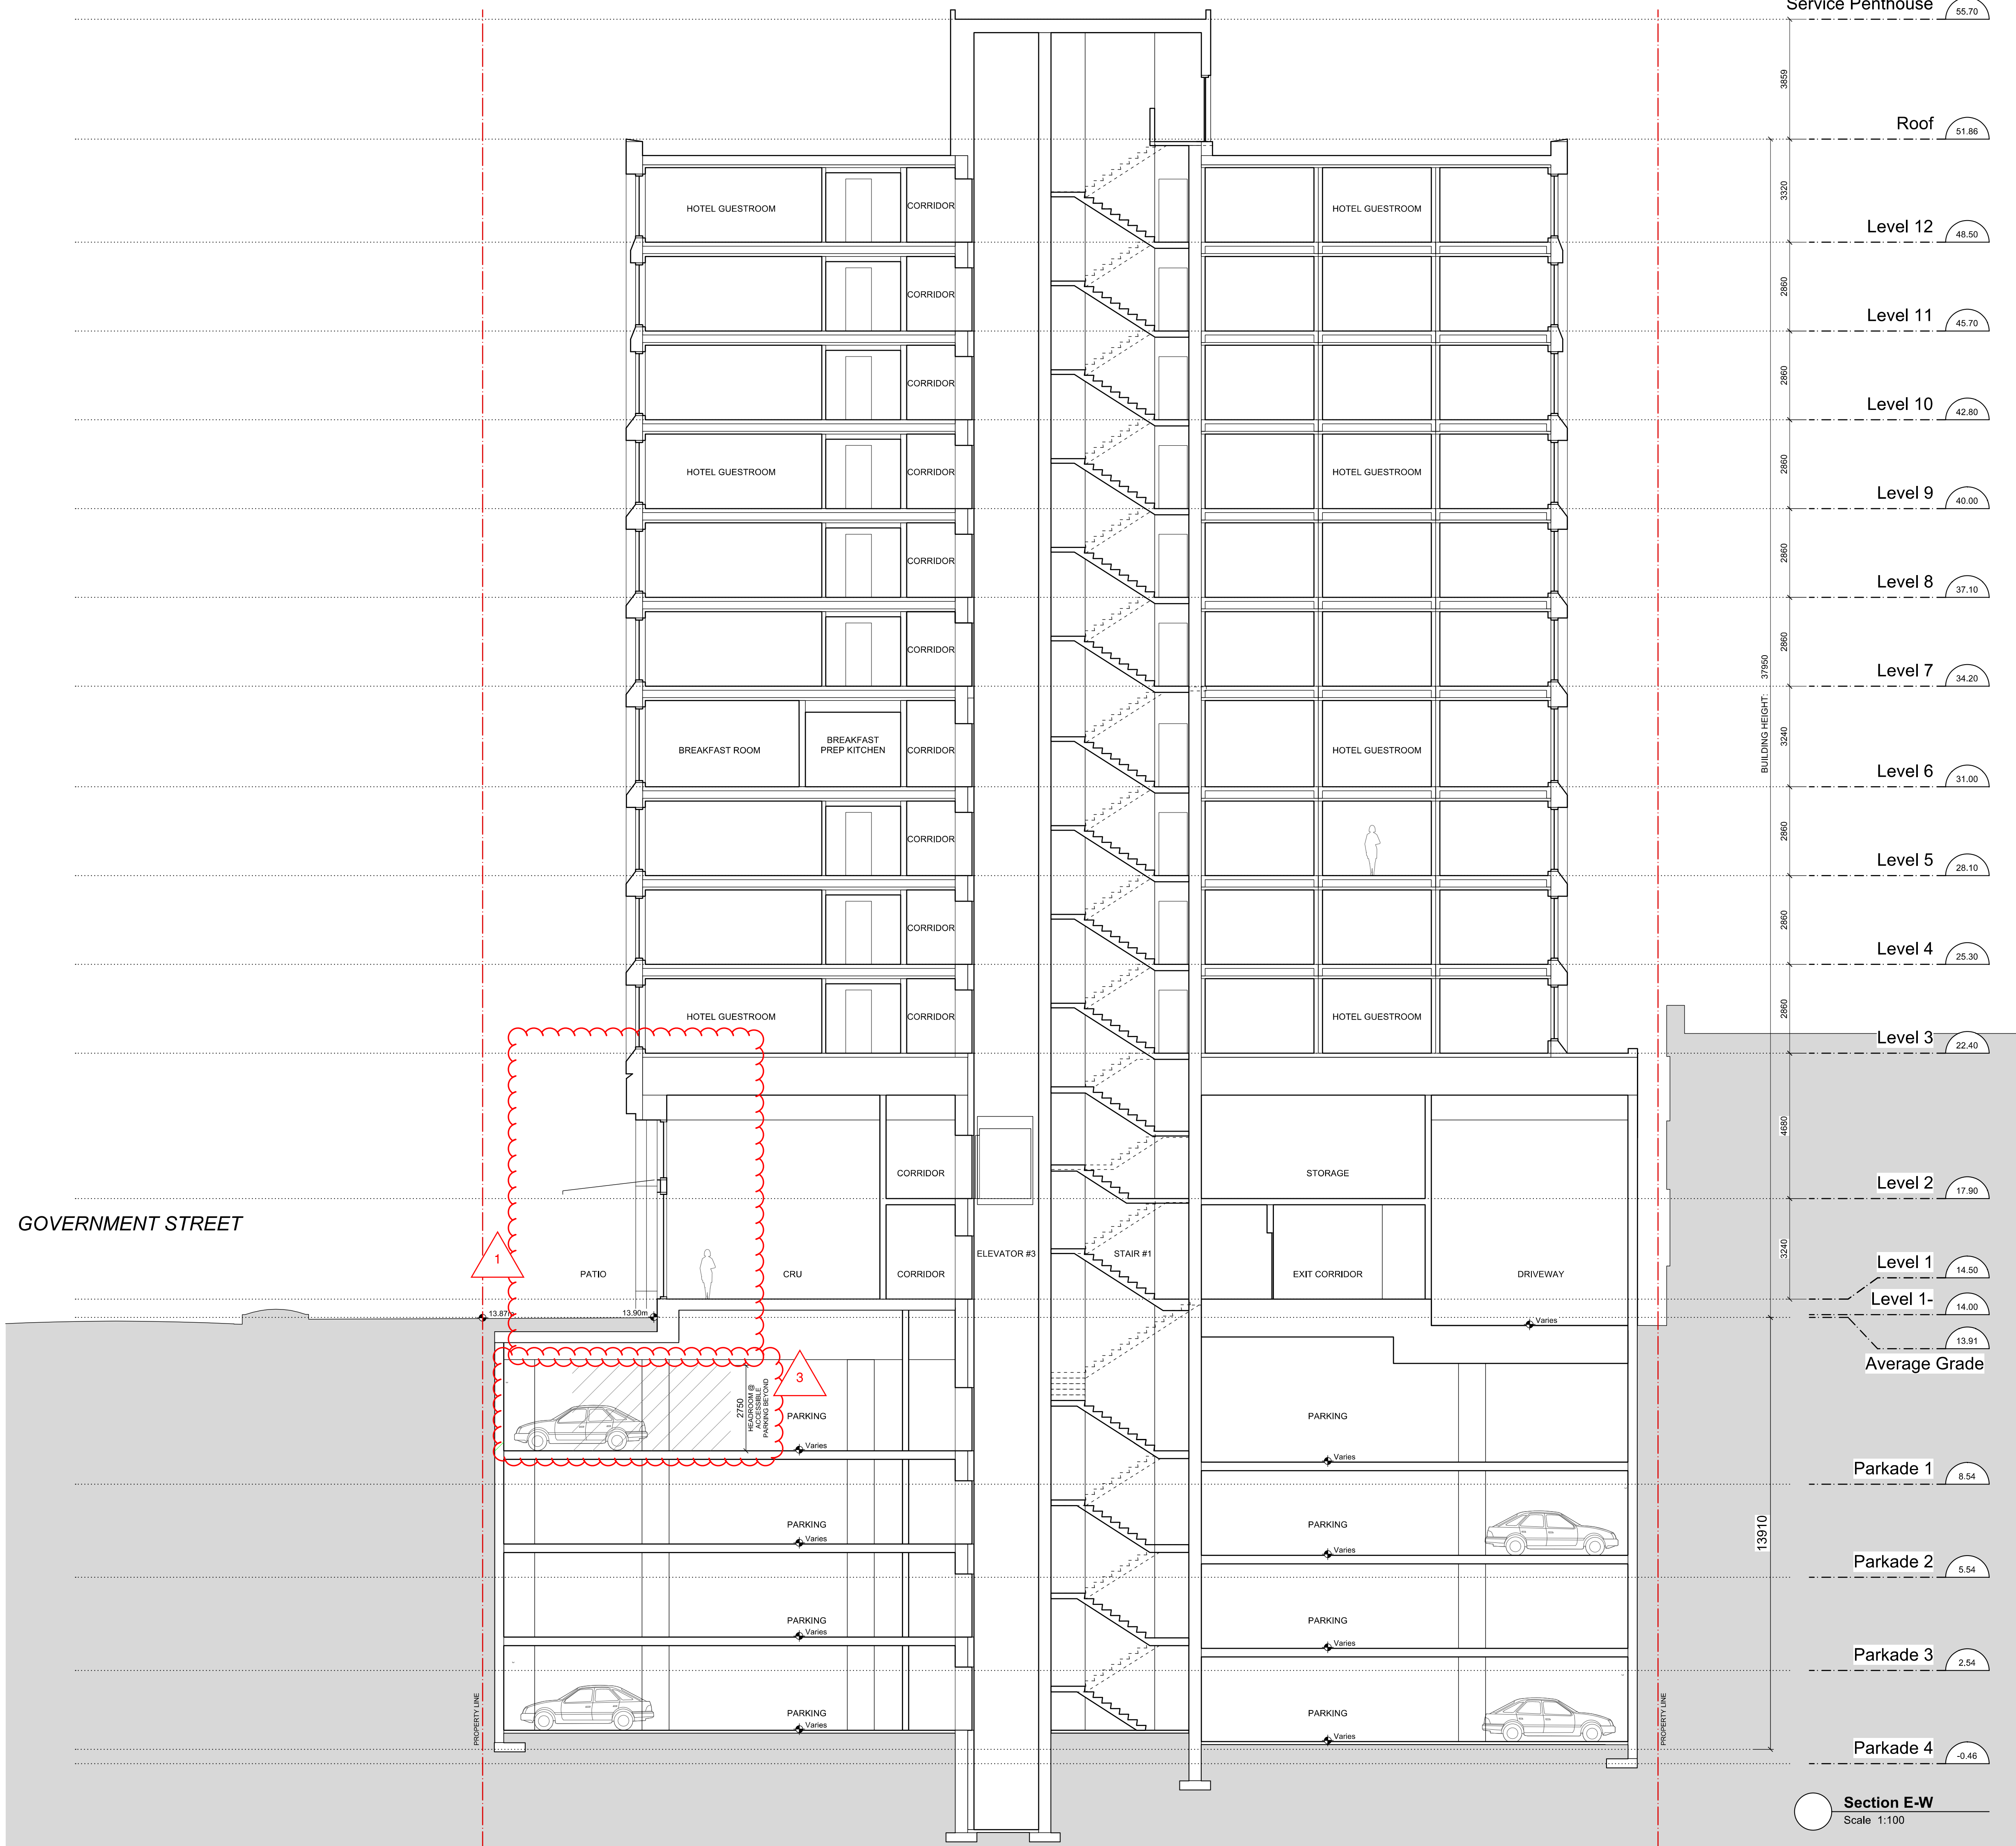 Service Penthouse 55.70
3859
Roof 51.86
3320
HOTEL GUESTROOM CORRIDOR HOTEL GUESTROOM
Level 12 48.50
2860
CORRIDOR
Level 11 45.70
2860
CORRIDOR
Level 10 42.80
2860
HOTEL GUESTROOM CORRIDOR HOTEL GUESTROOM
Level 9 40.00
2860
CORRIDOR
Level 8 37.10
2860
CORRIDOR
BUILDING HEIGHT: 37950
Level 7 34.20
3240
BREAKFAST ROOM
BREAKFAST
PREP KITCHEN
CORRIDOR
HOTEL GUESTROOM
Level 6 31.00
2860
CORRIDOR
Level 5 28.10
2860
CORRIDOR
Level 4 25.30
2860
HOTEL GUESTROOM CORRIDOR HOTEL GUESTROOM
Level 3 22.40
4680
CORRIDOR STORAGE
Level 2 17.90
GOVERNMENT STREET
3240
1
ELEVATOR #3 STAIR #1
PATIO CRU CORRIDOR EXIT CORRIDOR DRIVEWAY
Level 1 14.50
Level 1- 14.00
13.87m 13.90m Varies
13.91
Average Grade
3
2750
HEADROOM @
ACCESSIBLE
PARKING BEYOND
PARKING PARKING
Varies
Varies
Parkade 1 8.54
PARKING PARKING
Varies
Varies
13910
Parkade 2 5.54
PARKING PARKING
Varies
Varies
Parkade 3 2.54
PROPERTY LINE
PARKING PARKING
PROPERTY LINE
Varies
Varies
Parkade 4 -0.46
Section E-W
Scale 1:100